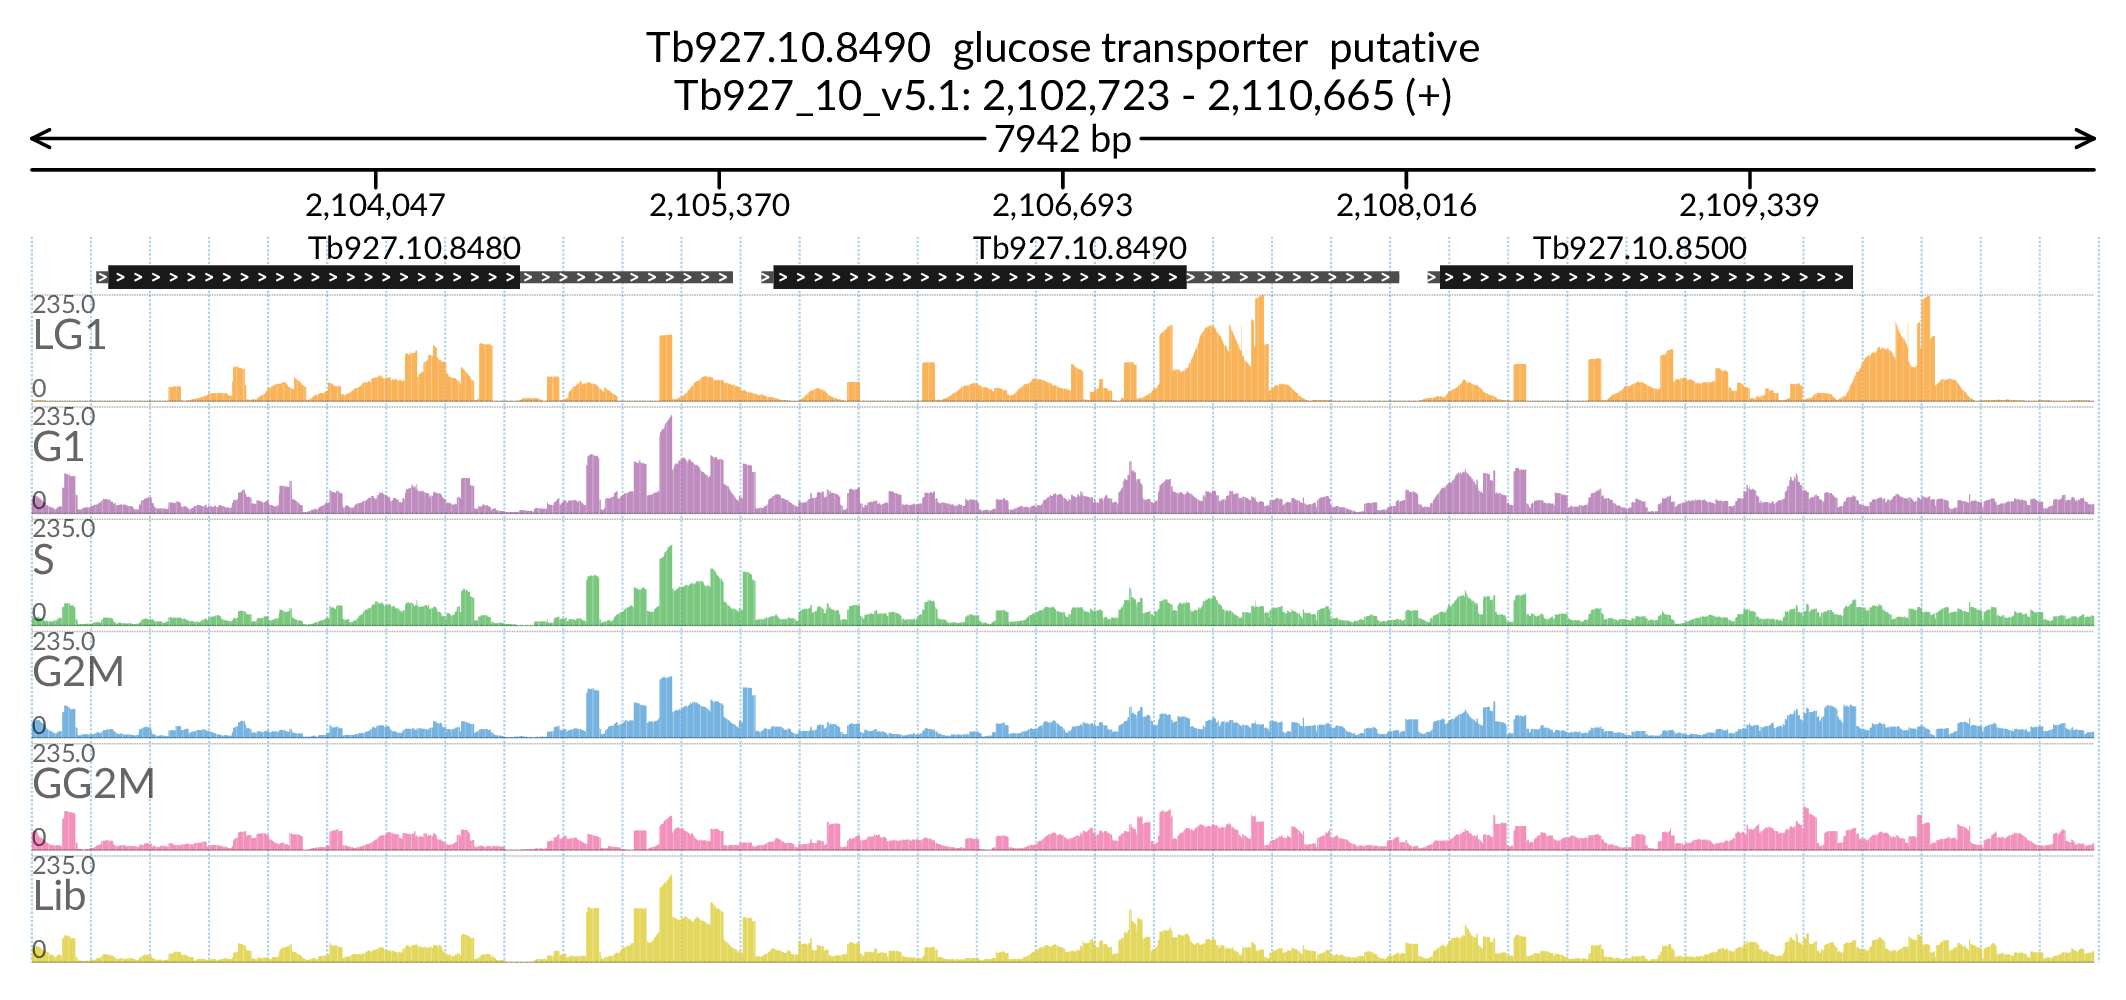 Tb927.10.8490 glucose transporter putative
Tb927_10_v5.1: 2,102,723 - 2,110,665 (+)
7942 bp
2,104,047 2,105,370 2,106,693 2,108,016 2,109,339
Tb927.10.8480 Tb927.10.8490 Tb927.10.8500
235.0
LG1
0
235.0
G1
0
235.0
S
0
235.0
G2M
0
235.0
GG2M
0
235.0
Lib
0